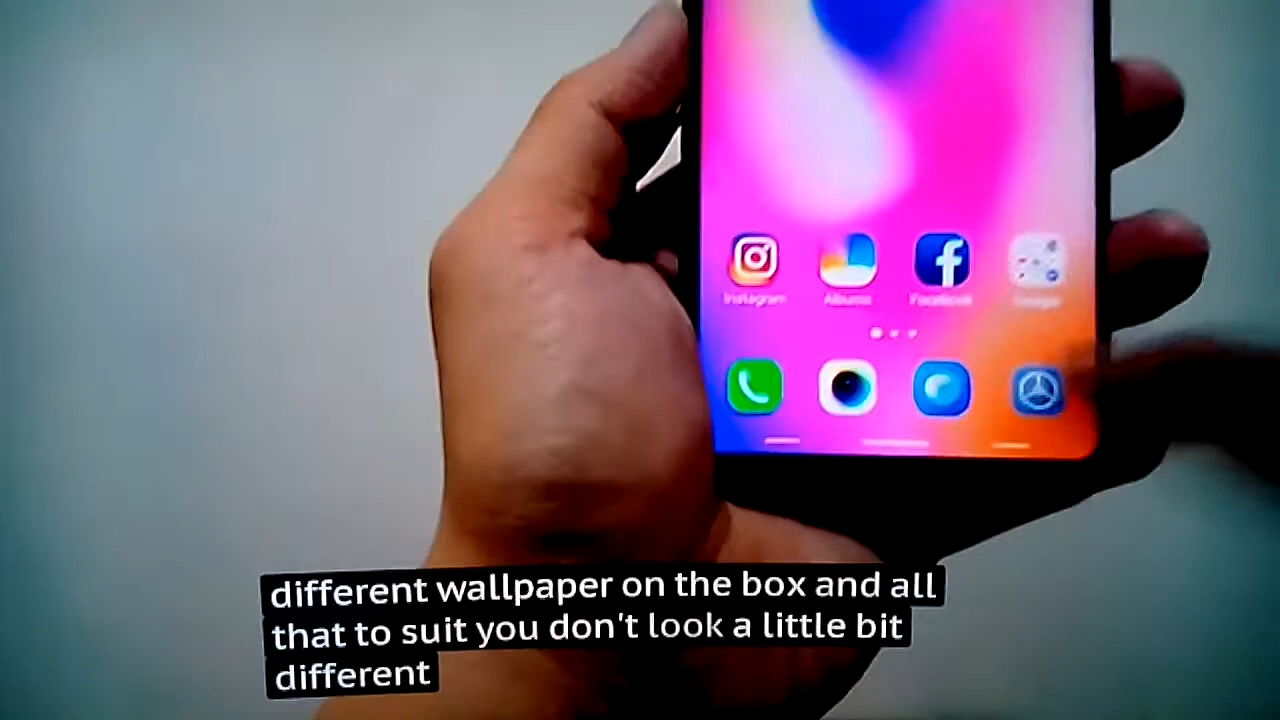 Instagram Albums Facebook Google
different wallpaper on the box and all
that to suit you don't look a little bit
different